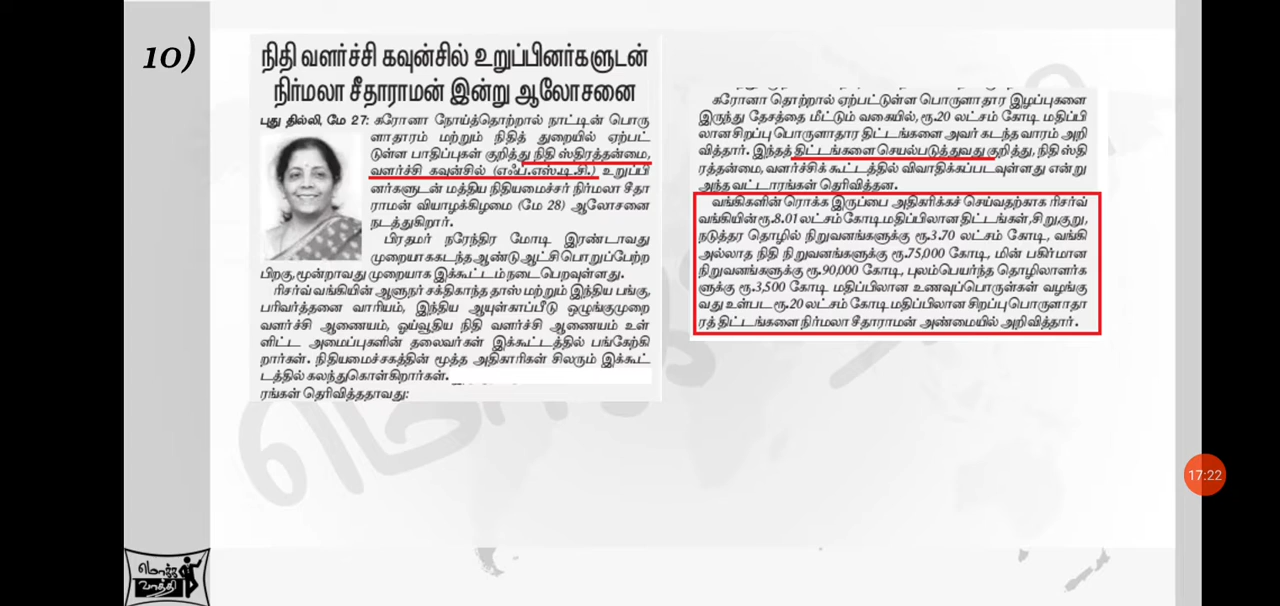 10)
நிதி வளர்ச்சி கவுன்சில் உறுப்பினர்களுடன்
நிர்மலா சீதாராமன் இன்று ஆலோசனை
புது தில்லி, மே 27: கரோனா நோய்த்தொற்றால் நாட்டின் பொரு
ளாதாரம் மற்றும் நிதித் துறையில் ஏற்பட்
டுள்ள பாதிப்புகள் குறித்து நிதி ஸ்திரத்தன்மை,
வளர்ச்சி கவுன்சில் (எஃப்.எஸ்.டி.சி.) உறுப்பி
னர்களுடன் மத்திய நிதியமைச்சர் நிர்மலா சீதா
ராமன் வியாழக்கிழமை (மே 28) ஆலோசனை
நடத்துகிறார்.
பிரதமர் நரேந்திர மோடி இரண்டாவது
முறையாக கடந்த ஆண்டு ஆட்சி பொறுப்பேற்ற
பிறகு, மூன்றாவது முறையாக இக்கூட்டம் நடைபெறவுள்ளது.
ரிசர்வ் வங்கியின் ஆளுநர் சக்திகாந்த தாஸ் மற்றும் இந்திய பங்கு,
பரிவர்த்தனை வாரியம், இந்திய ஆயுள்காப்பீடு ஒழுங்குமுறை
வளர்ச்சி ஆணையம், ஓய்வூதிய நிதி வளர்ச்சி ஆணையம் உள்
ளிட்ட அமைப்புகளின் தலைவர்கள் இக்கூட்டத்தில் பங்கேற்கி
றார்கள். நிதியமைச்சகத்தின் மூத்த அதிகாரிகள் சிலரும் இக்கூட்
டத்தில் கலந்துகொள்கிறார்கள்.
ரங்கள் தெரிவித்ததாவது:
கரோனா தொற்றால் ஏற்பட்டுள்ள பொருளாதார இழப்புகளை
இருந்து தேசத்தை மீட்டும் வகையில், ரூ.20 லட்சம் கோடி மதிப்பி
லான சிறப்பு பொருளாதார திட்டங்களை அவர் கடந்த வாரம் அறி
வித்தார். இந்தத் திட்டங்களை செயல்படுத்துவது குறித்து, நிதி ஸ்தி
ரத்தன்மை, வளர்ச்சிக் கூட்டத்தில் விவாதிக்கப்படவுள்ளது என்று
அந்த வட்டாரங்கள் தெரிவித்தன.
வங்கிகளின் ரொக்க இருப்பை அதிகரிக்கச் செய்வதற்காக ரிசர்வ்
வங்கியின் ரூ.8.01 லட்சம் கோடி மதிப்பிலான திட்டங்கள், சிறு,குறு,
நடுத்தர தொழில் நிறுவனங்களுக்கு ரூ.3.70 லட்சம் கோடி, வங்கி
அல்லாத நிதி நிறுவனங்களுக்கு ரூ.75,000 கோடி, மின் பகிர்மான
நிறுவனங்களுக்கு ரூ.90,000 கோடி, புலம்பெயர்ந்த தொழிலாளர்க
ளுக்கு ரூ.3,500 கோடி மதிப்பிலான உணவுப்பொருள்கள் வழங்கு
வது உள்பட ரூ.20 லட்சம் கோடி மதிப்பிலான சிறப்பு பொருளாதா
ரத் திட்டங்களை நிர்மலா சீதாராமன் அண்மையில் அறிவித்தார்.
17:22
மொக்க
வாத்தி